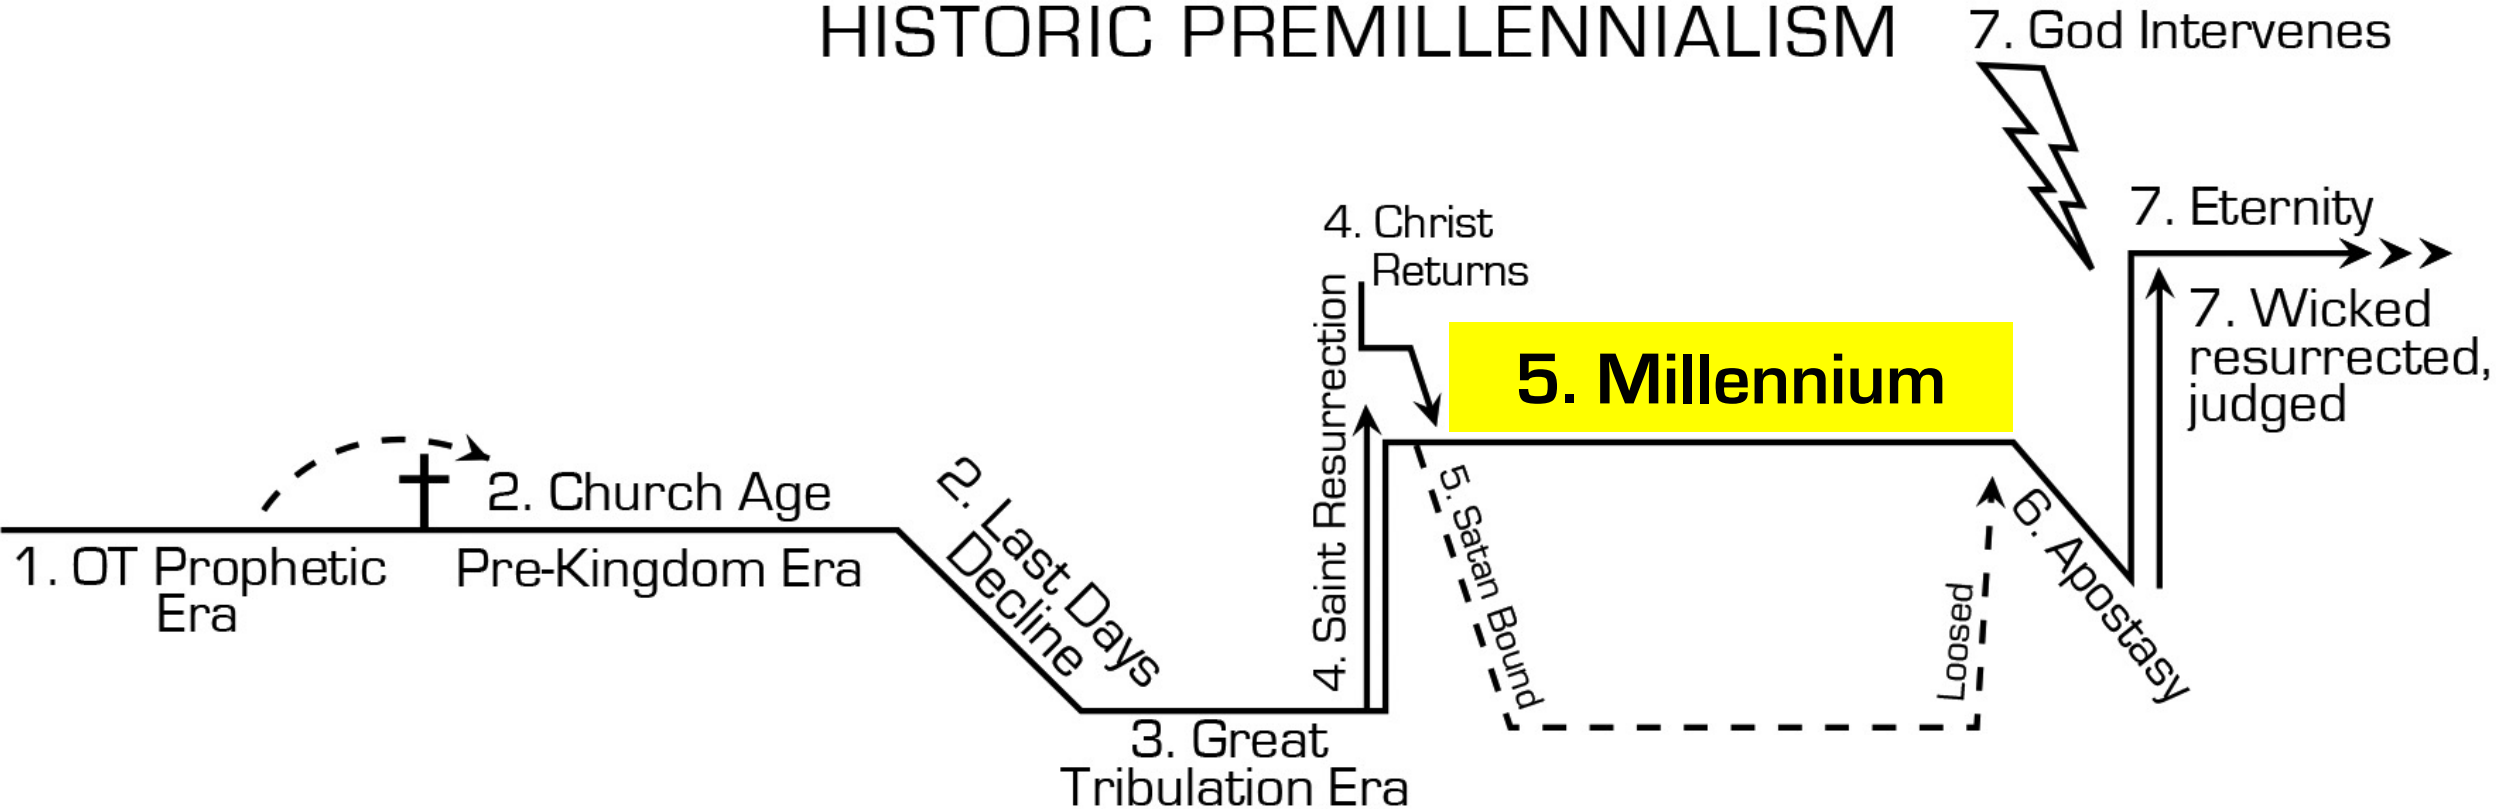 HISTORIC PREMILLENNIALISM
1. OT Prophetic
Era
2. Church Age
Pre-Kingdom Era
2. Last Days
Decline
3. Great
Tribulation Era
4. Saint Resurrection
4. Christ
Returns
5. Millennium
5. Satan Bound
Loosed
6. Apostasy
7. God Intervenes
7. Eternity
7. Wicked
resurrected,
judged